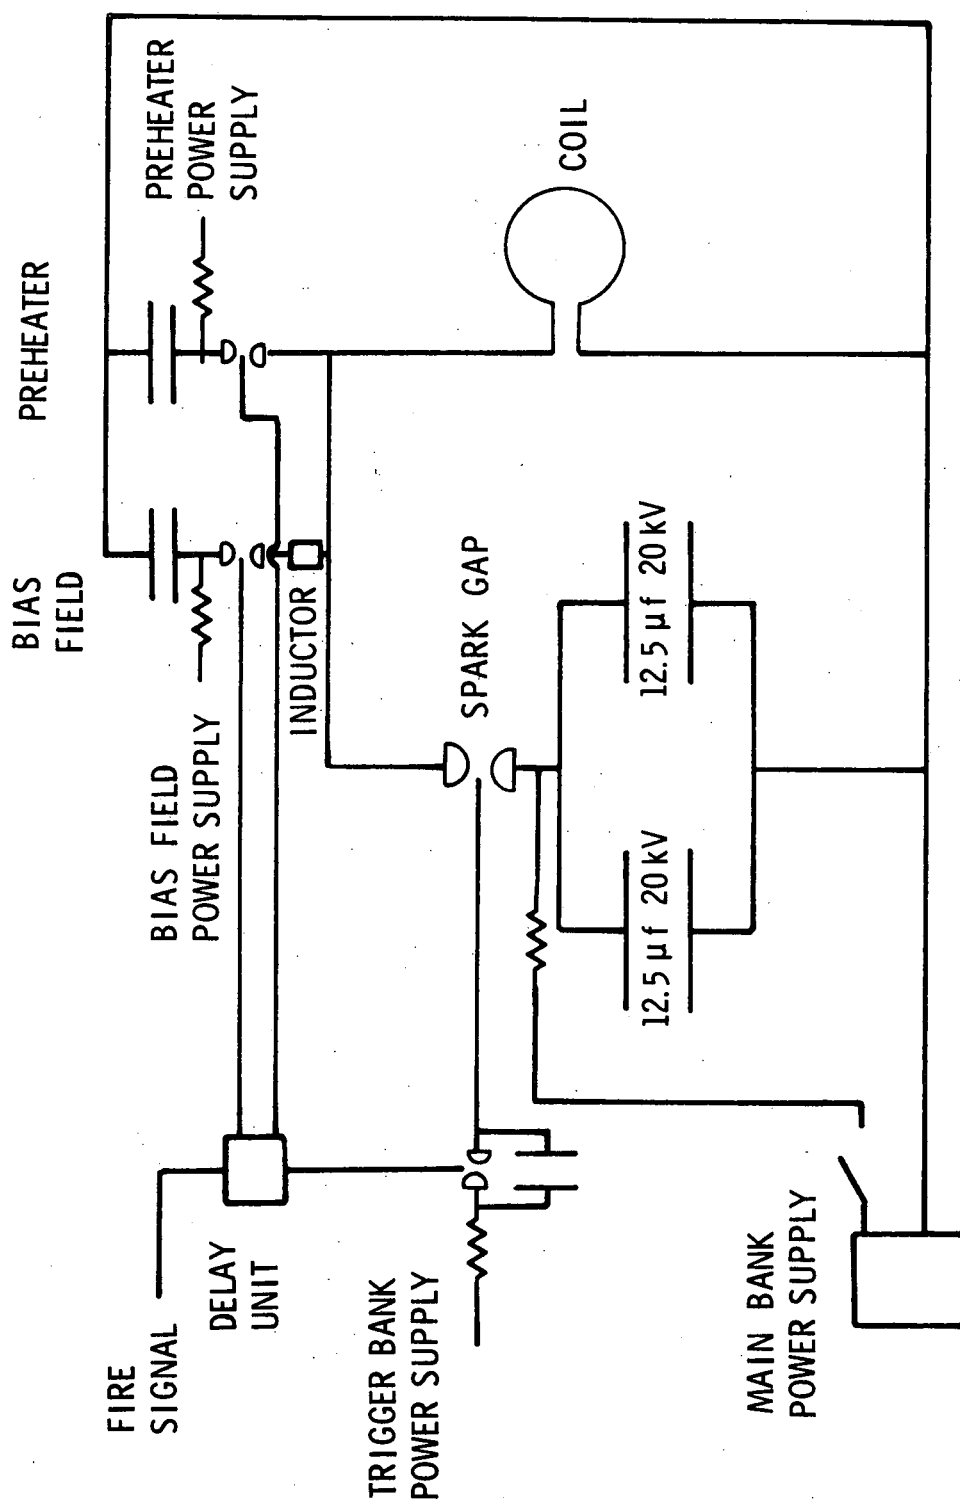 FIRE
SIGNAL
DELAY
UNIT
TRIGGER BANK
POWER SUPPLY
MAIN BANK
POWER SUPPLY
BIAS
FIELD
BIAS FIELD
POWER SUPPLY
INDUCTOR
SPARK GAP
12.5 μf 20 kV
12.5 μf 20 kV
PREHEATER
PREHEATER
POWER
SUPPLY
COIL